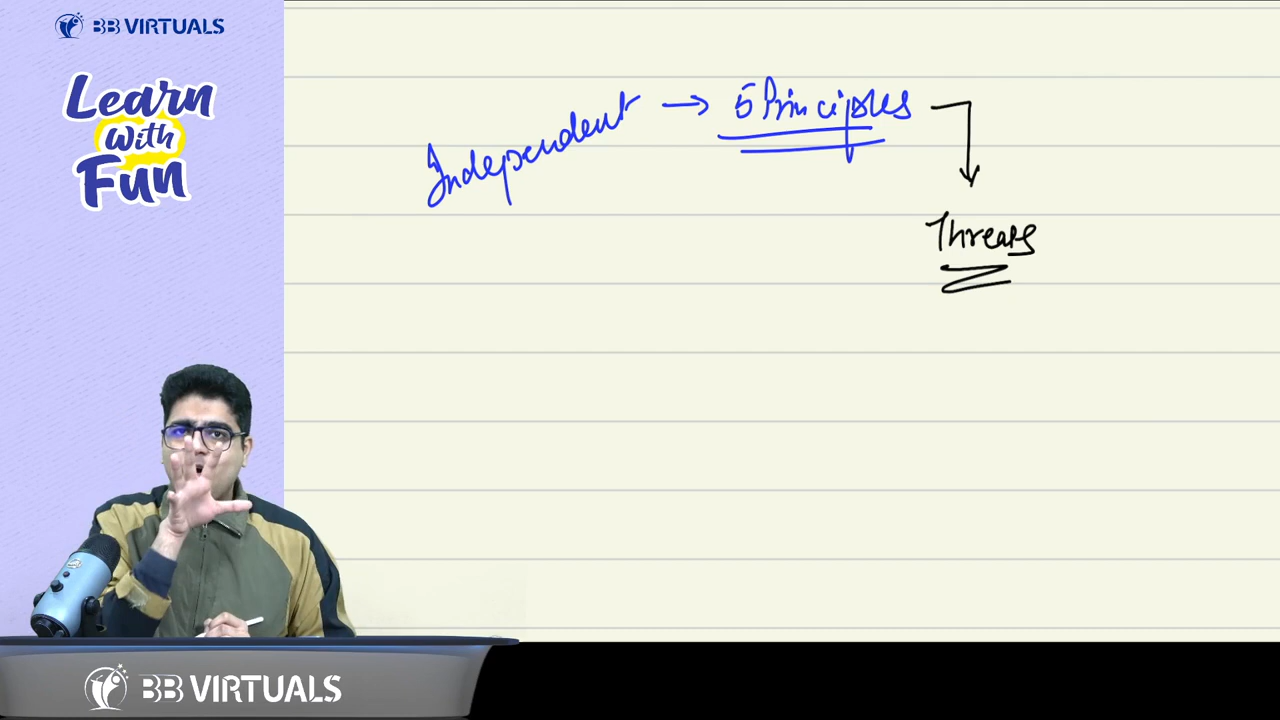 BB VIRTUALS
Learn
With
Fun
Independent → 5 Principles
Threats
BB VIRTUALS